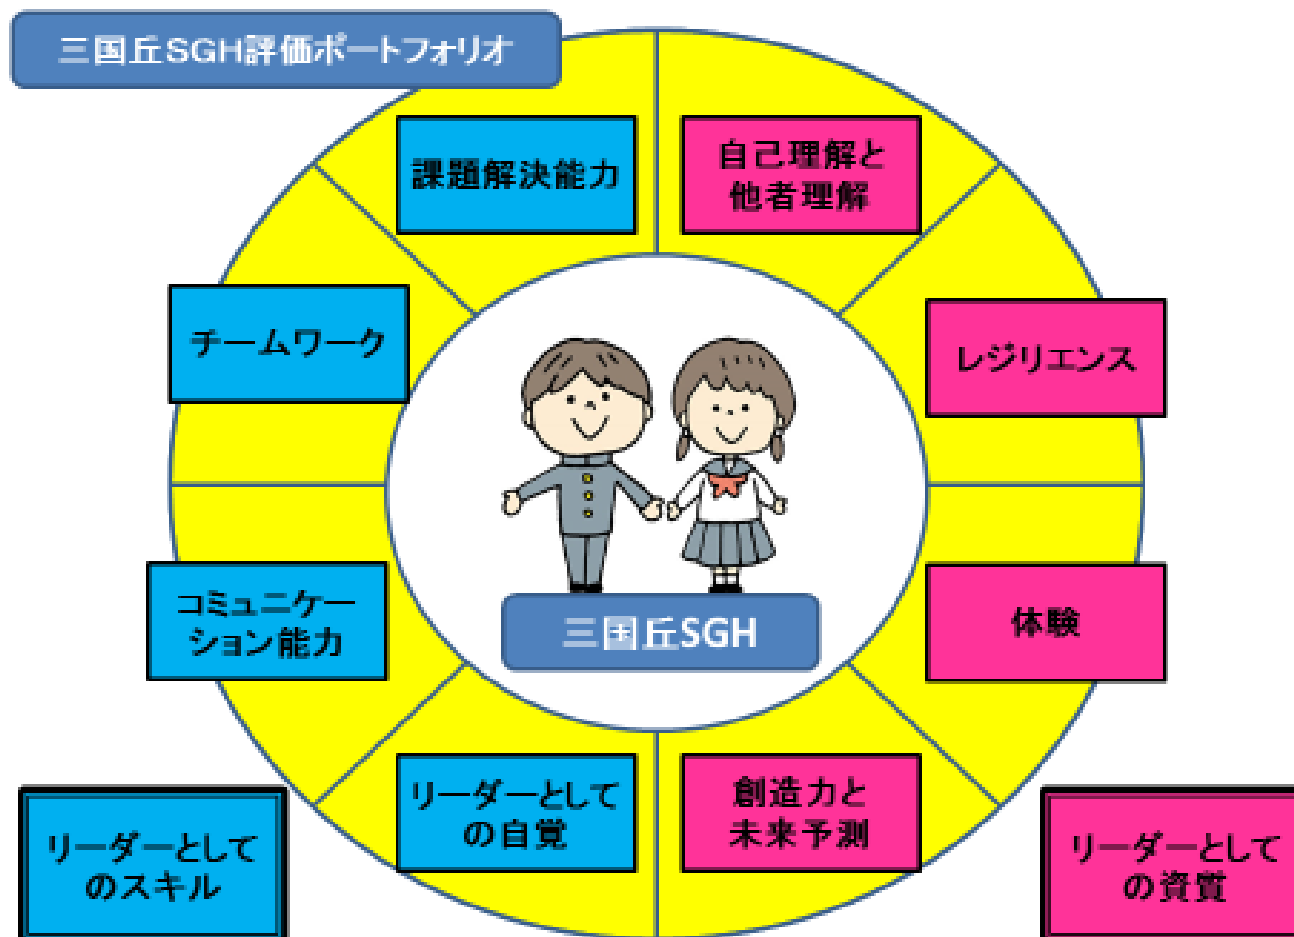 三国丘SGH評価ポートフォリオ
課題解決能力
自己理解と
他者理解
チームワーク
レジリエンス
コミュニケー
ション能力
体験
三国丘SGH
リーダーとして
の自覚
創造力と
未来予測
リーダーとして
のスキル
リーダーとして
の資質